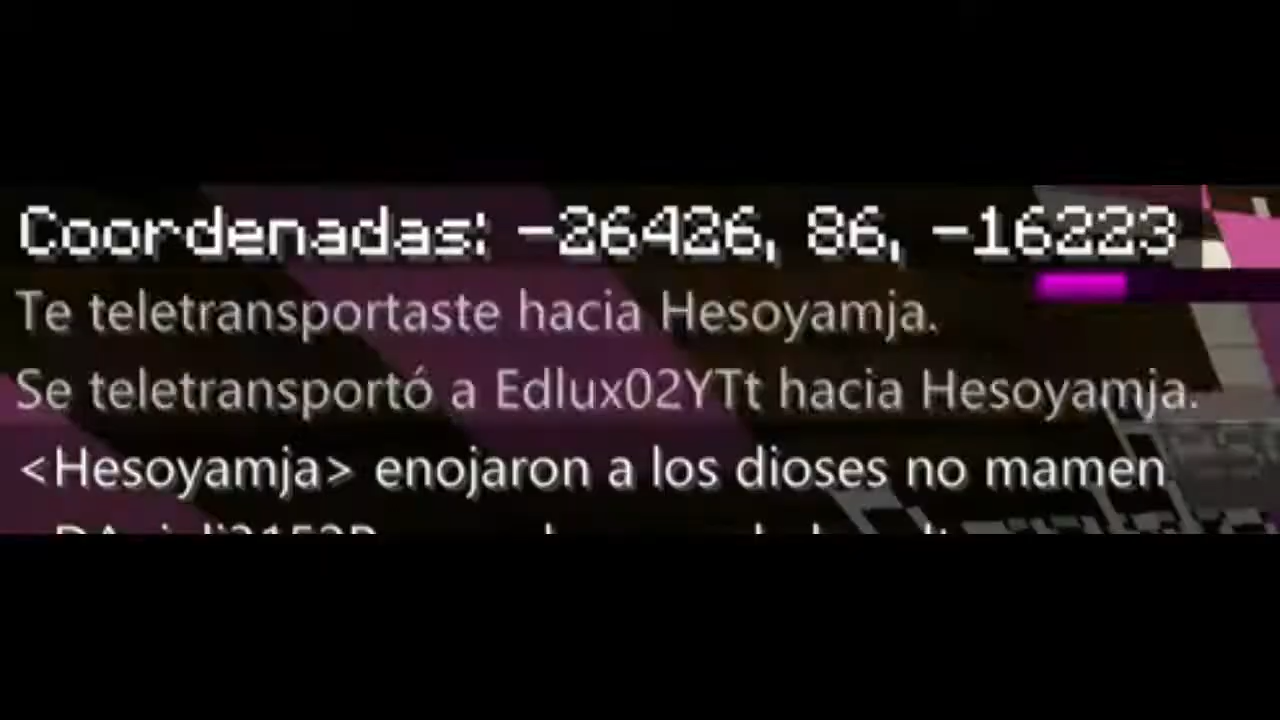 Coordenadas: -26426, 86, -16223
Te teletransportaste hacia Hesoyamja.
Se teletransportó a Edlux02YTt hacia Hesoyamja.
<Hesoyamja> enojaron a los dioses no mamen